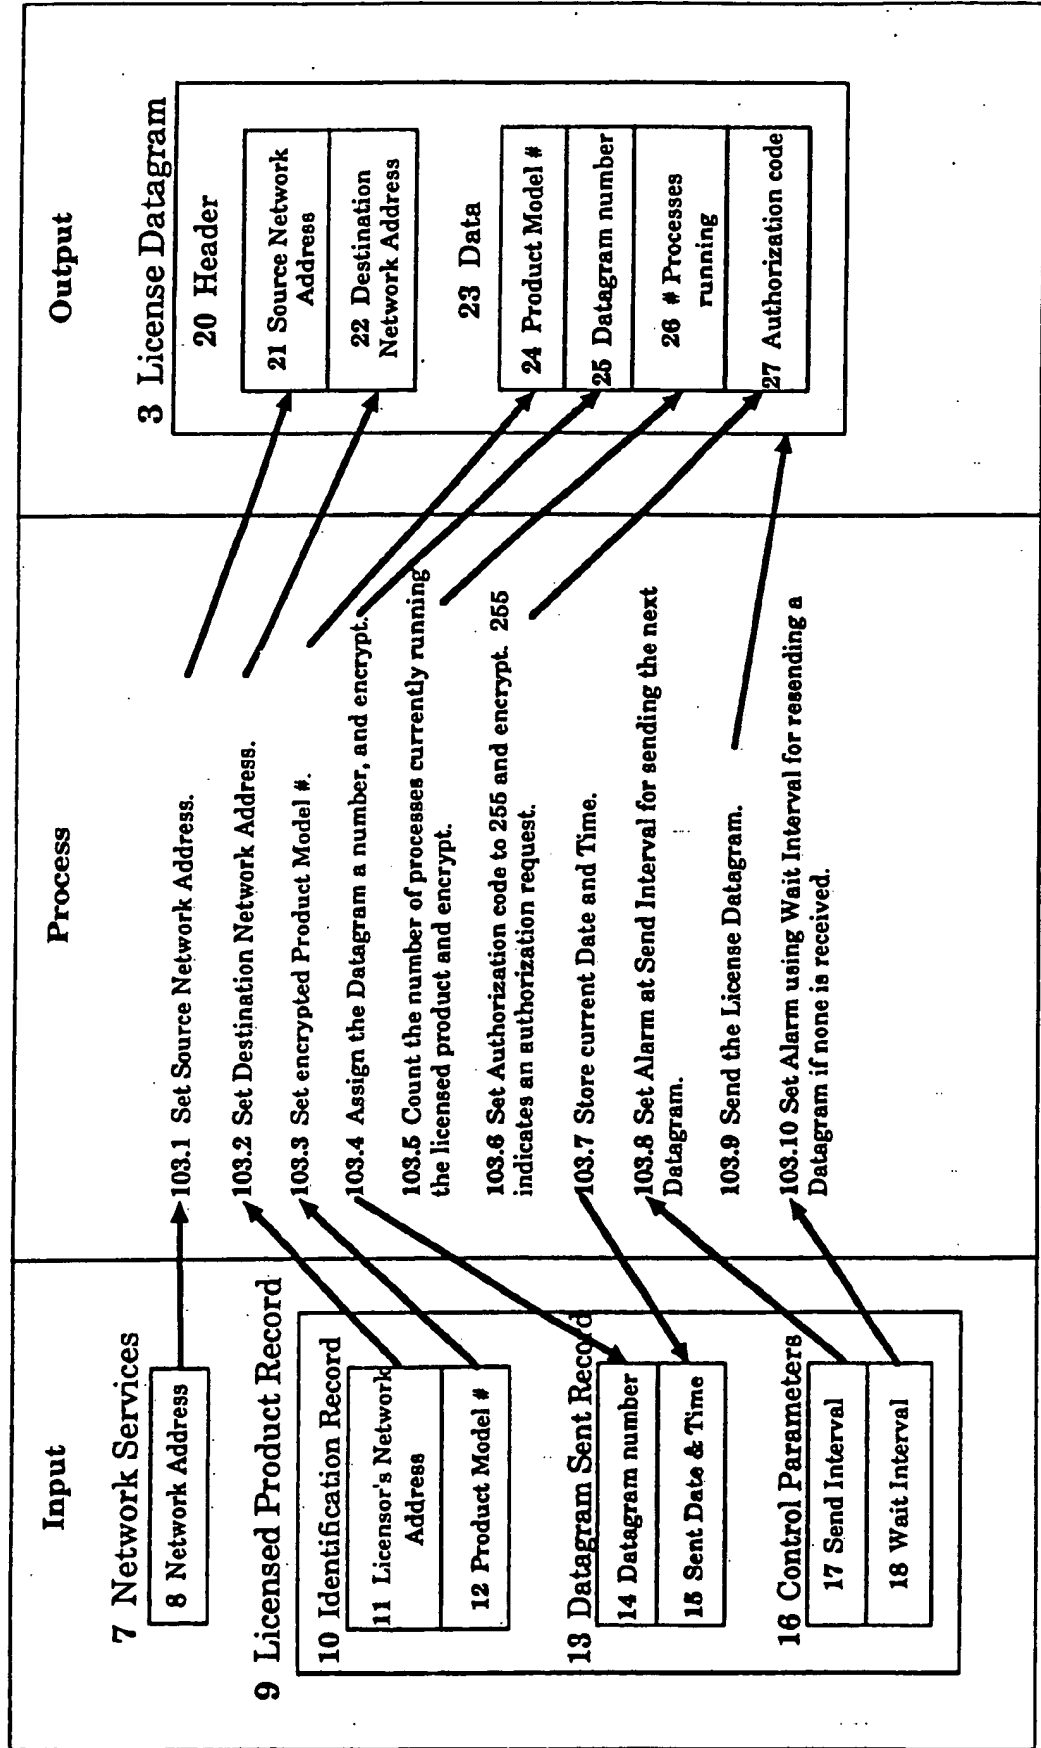 Input
7 Network Services
8 Network Address
9 Licensed Product Record
10 Identification Record
11 Licensor's Network
Address
12 Product Model #
13 Datagram Sent Record
14 Datagram number
15 Sent Date & Time
16 Control Parameters
17 Send Interval
18 Wait Interval
Process
103.1 Set Source Network Address.
103.2 Set Destination Network Address.
103.3 Set encrypted Product Model #.
103.4 Assign the Datagram a number, and encrypt.
103.5 Count the number of processes currently running
the licensed product and encrypt.
103.6 Set Authorization code to 255 and encrypt. 255
indicates an authorization request.
103.7 Store current Date and Time.
103.8 Set Alarm at Send Interval for sending the next
Datagram.
103.9 Send the License Datagram.
103.10 Set Alarm using Wait Interval for resending a
Datagram if none is received.
Output
3 License Datagram
20 Header
21 Source Network
Address
22 Destination
Network Address
23 Data
24 Product Model #
25 Datagram number
26 # Processes
running
27 Authorization code